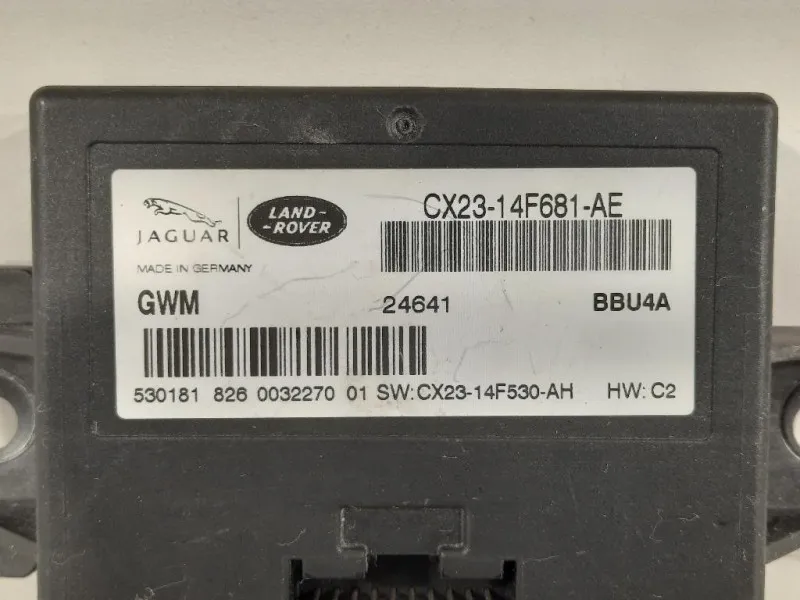 JAGUAR
LAND-
-ROVER
CX23-14F681-AE
MADE IN GERMANY
GWM 24641 BBU4A
530181 826 0032270 01 SW:CX23-14F530-AH HW: C2